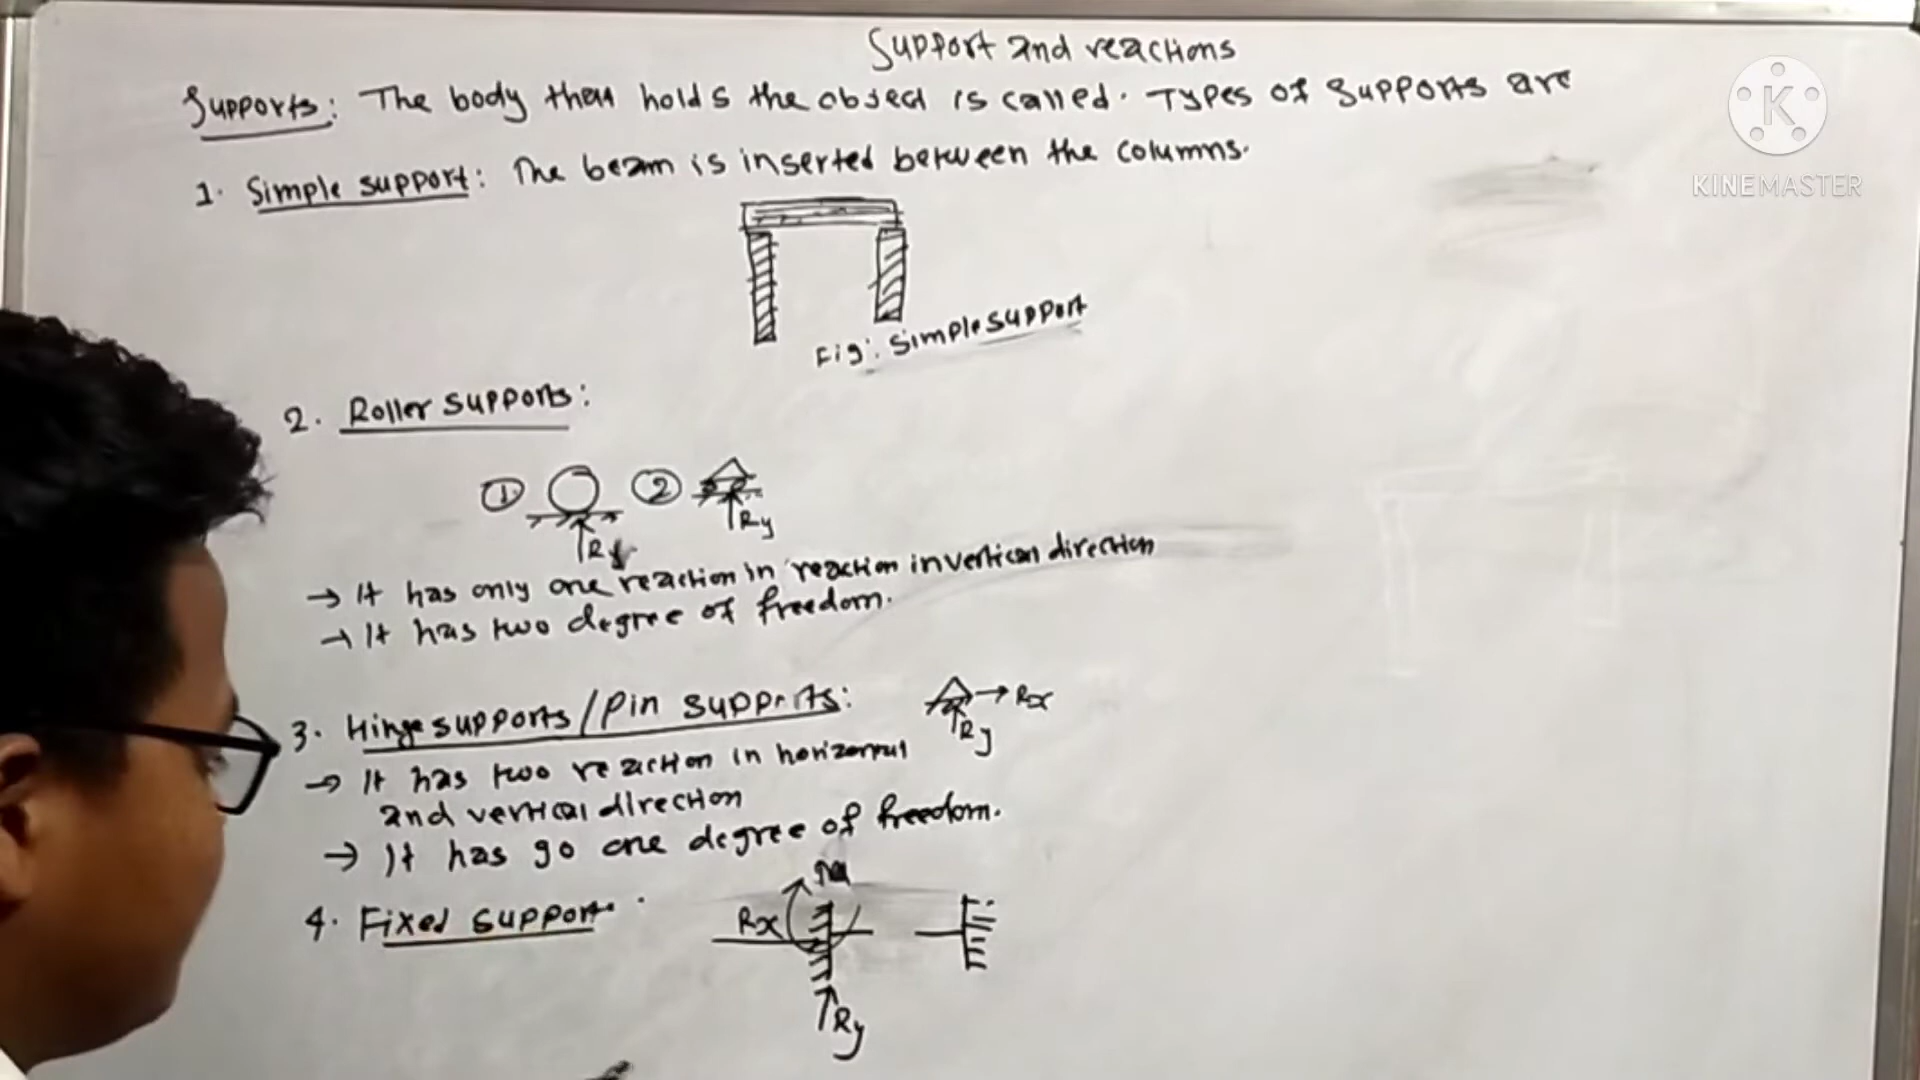 Support and reactions
Supports: The body that holds the object is called. Types of supports are
1. Simple support: The beam is inserted between the columns.
Fig: Simple support
2. Roller supports:
① ②
Ry Ry
→ It has only one reaction in reaction in vertical direction
→ It has two degree of freedom.
3. Hinge supports/Pin supports: Rx
Ry
→ It has two reaction in horizontal
and vertical direction
→ It has go one degree of freedom.
M
4. Fixed support: Rx
Ry
K
KINEMASTER